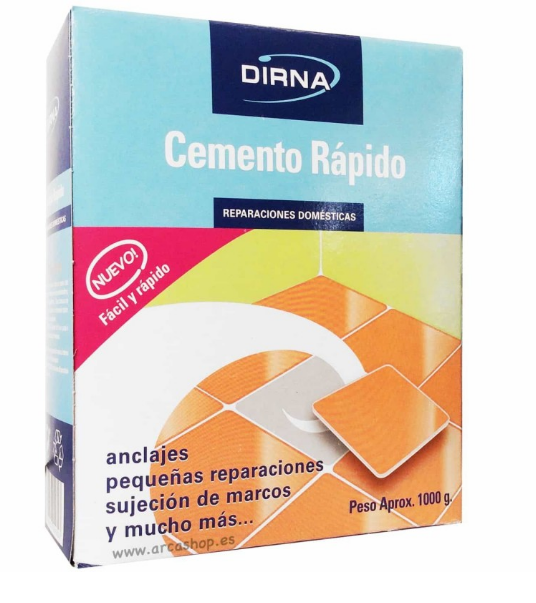 DIRNA
Cemento Rápido
REPARACIONES DOMÉSTICAS
¡NUEVO!
Fácil y rápido
anclajes
pequeñas reparaciones
sujeción de marcos
y mucho más...
Peso Aprox. 1000 g.
www.arcashop.es